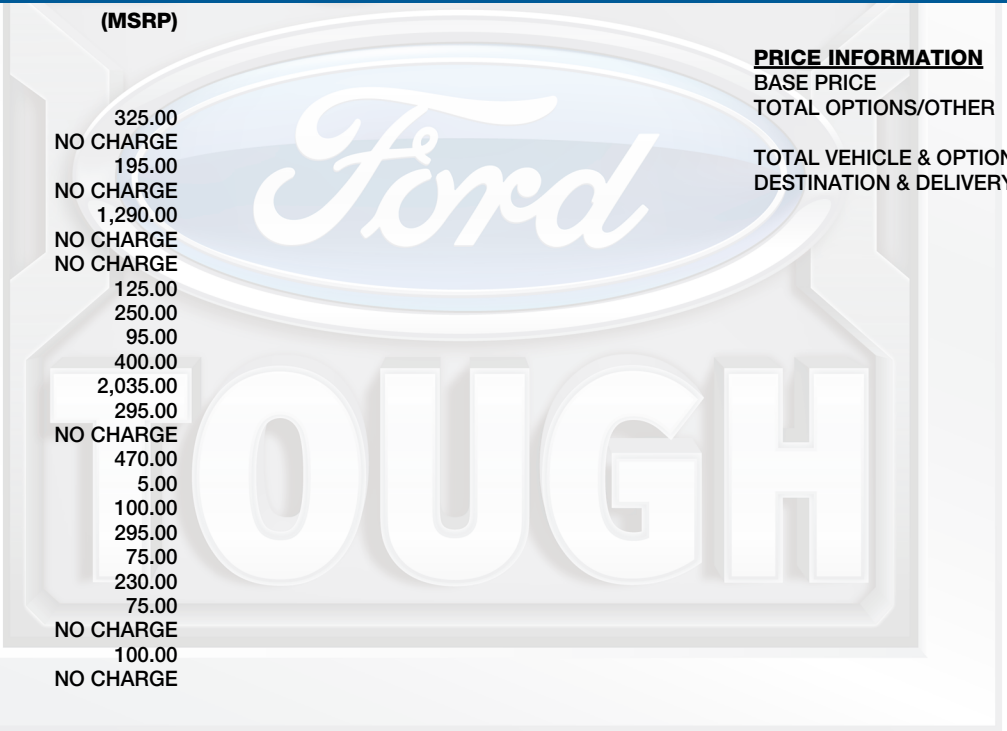 (MSRP)
325.00
NO CHARGE
195.00
NO CHARGE
1,290.00
NO CHARGE
NO CHARGE
125.00
250.00
95.00
400.00
2,035.00
295.00
NO CHARGE
470.00
5.00
100.00
295.00
75.00
230.00
75.00
NO CHARGE
100.00
NO CHARGE
PRICE INFORMATION
BASE PRICE
TOTAL OPTIONS/OTHER
TOTAL VEHICLE & OPTION
DESTINATION & DELIVERY
Ford
TOUGH